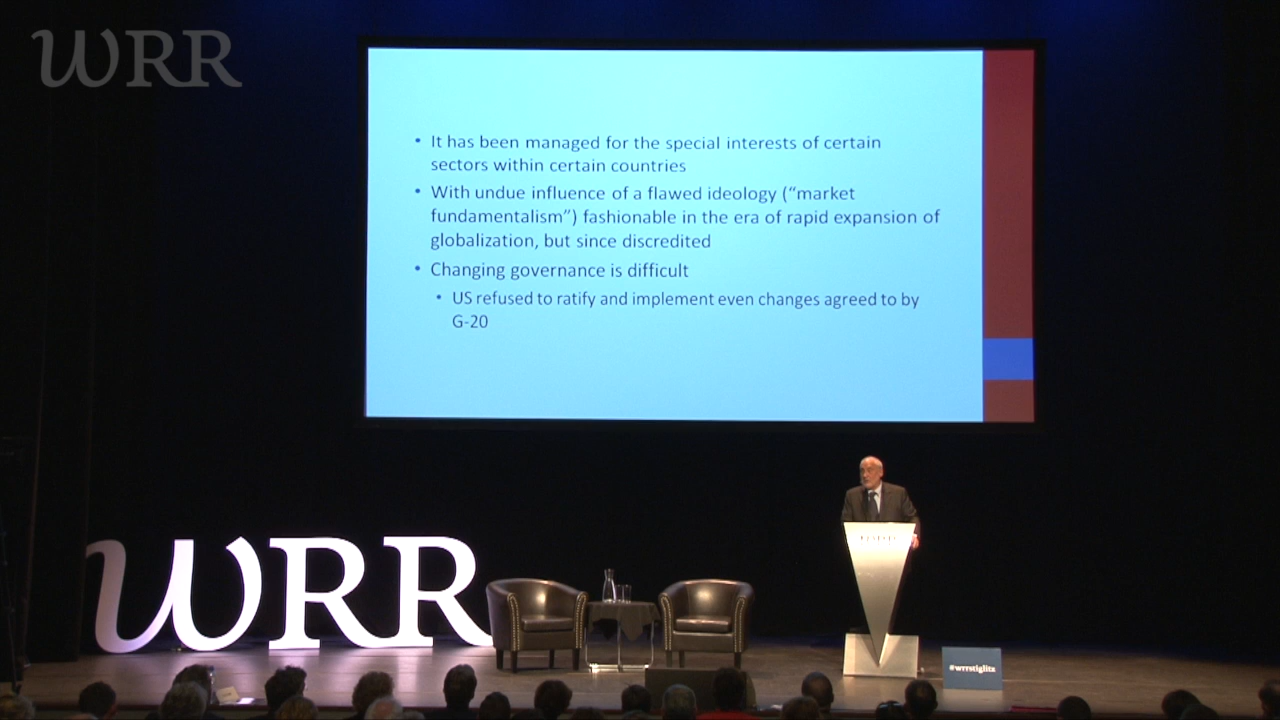 WRR
• It has been managed for the special interests of certain
sectors within certain countries
• With undue influence of a flawed ideology (“market
fundamentalism”) fashionable in the era of rapid expansion of
globalization, but since discredited
• Changing governance is difficult
• US refused to ratify and implement even changes agreed to by
G-20
WRR
#wrrstiglitz